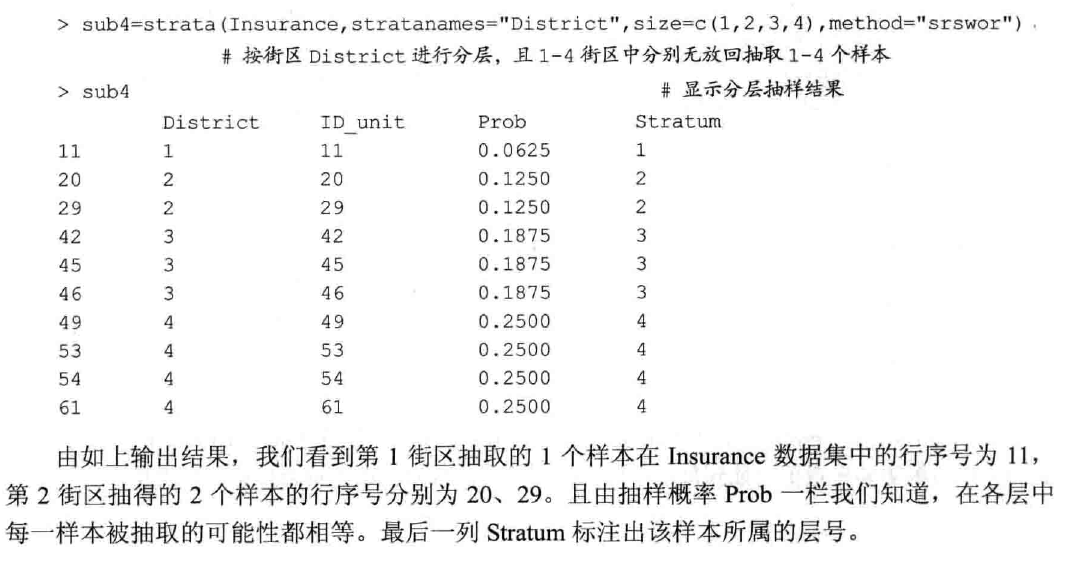 > sub4=strata(Insurance,stratanames="District",size=c(1,2,3,4),method="srswor")
# 按街区 District 进行分层，且 1-4 街区中分别无放回抽取 1-4 个样本
> sub4 # 显示分层抽样结果
District ID_unit Prob Stratum
11 1 11 0.0625 1
20 2 20 0.1250 2
29 2 29 0.1250 2
42 3 42 0.1875 3
45 3 45 0.1875 3
46 3 46 0.1875 3
49 4 49 0.2500 4
53 4 53 0.2500 4
54 4 54 0.2500 4
61 4 61 0.2500 4
由如上输出结果，我们看到第 1 街区抽取的 1 个样本在 Insurance 数据集中的行序号为 11，
第 2 街区抽得的 2 个样本的行序号分别为 20、29。且由抽样概率 Prob 一栏我们知道，在各层中
每一样本被抽取的可能性都相等。最后一列 Stratum 标注出该样本所属的层号。